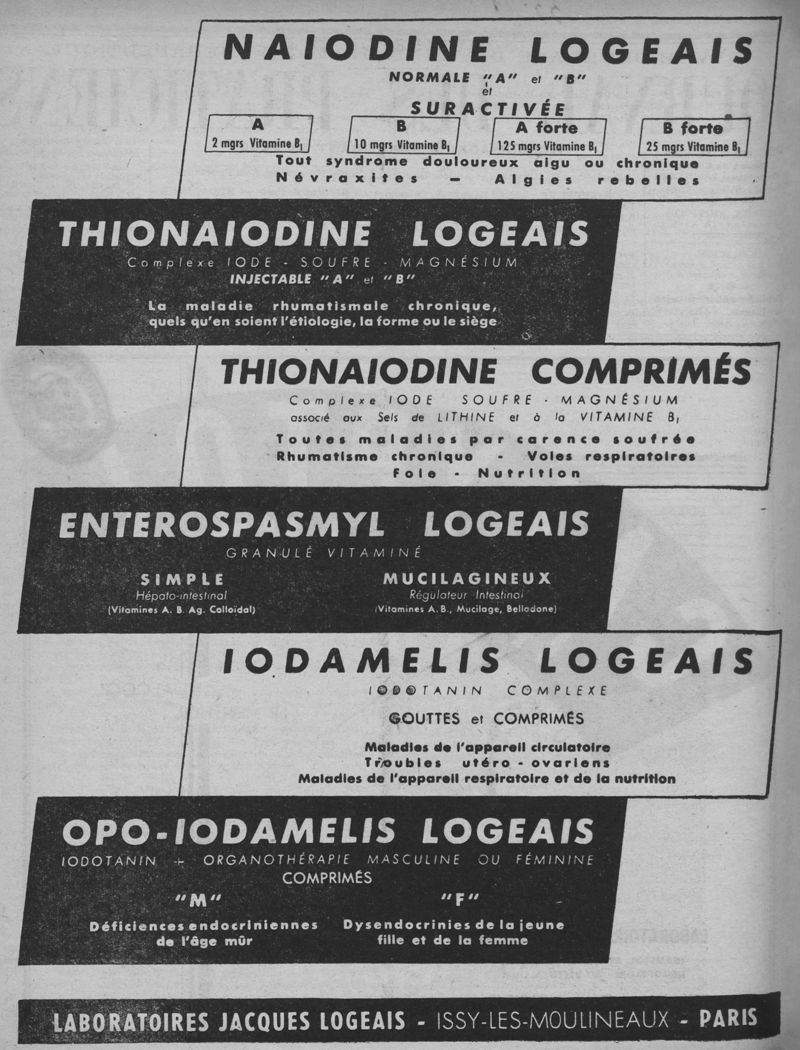 NAIODINE LOGEAIS
NORMALE "A" et "B"
et
SURACTIVÉE
A
2 mgrs Vitamine B₁
B
10 mgrs Vitamine B₁
A forte
125 mgrs Vitamine B₁
B forte
25 mgrs Vitamine B₁
Tout syndrome douloureux aigu ou chronique
Névraxites - Algies rebelles
THIONAIODINE LOGEAIS
Complexe IODE - SOUFRE - MAGNÉSIUM
INJECTABLE "A" et "B"
La maladie rhumatismale chronique,
quels qu'en soient l'étiologie, la forme ou le siège
THIONAIODINE COMPRIMÉS
Complexe IODE SOUFRE - MAGNÉSIUM
associé aux Sels de LITHINE et à la VITAMINE B₁
Toutes maladies par carence soufrée
Rhumatisme chronique - Voies respiratoires
Foie - Nutrition
ENTEROSPASMYL LOGEAIS
GRANULÉ VITAMINÉ
SIMPLE
Hépato-intestinal
(Vitamines A. B. Ag. Colloïdal)
MUCILAGINEUX
Régulateur Intestinal
(Vitamines A. B., Mucilage, Belladone)
IODAMELIS LOGEAIS
IODOTANIN COMPLEXE
GOUTTES et COMPRIMÉS
Maladies de l'appareil circulatoire
Troubles utéro-ovariens
Maladies de l'appareil respiratoire et de la nutrition
OPO-IODAMELIS LOGEAIS
IODOTANIN + ORGANOTHÉRAPIE MASCULINE OU FÉMININE
COMPRIMÉS
"M"
Déficiences endocriniennes
de l'âge mûr
"F"
Dysendocrinies de la jeune
fille et de la femme
LABORATOIRES JACQUES LOGEAIS - ISSY-LES-MOULINEAUX - PARIS